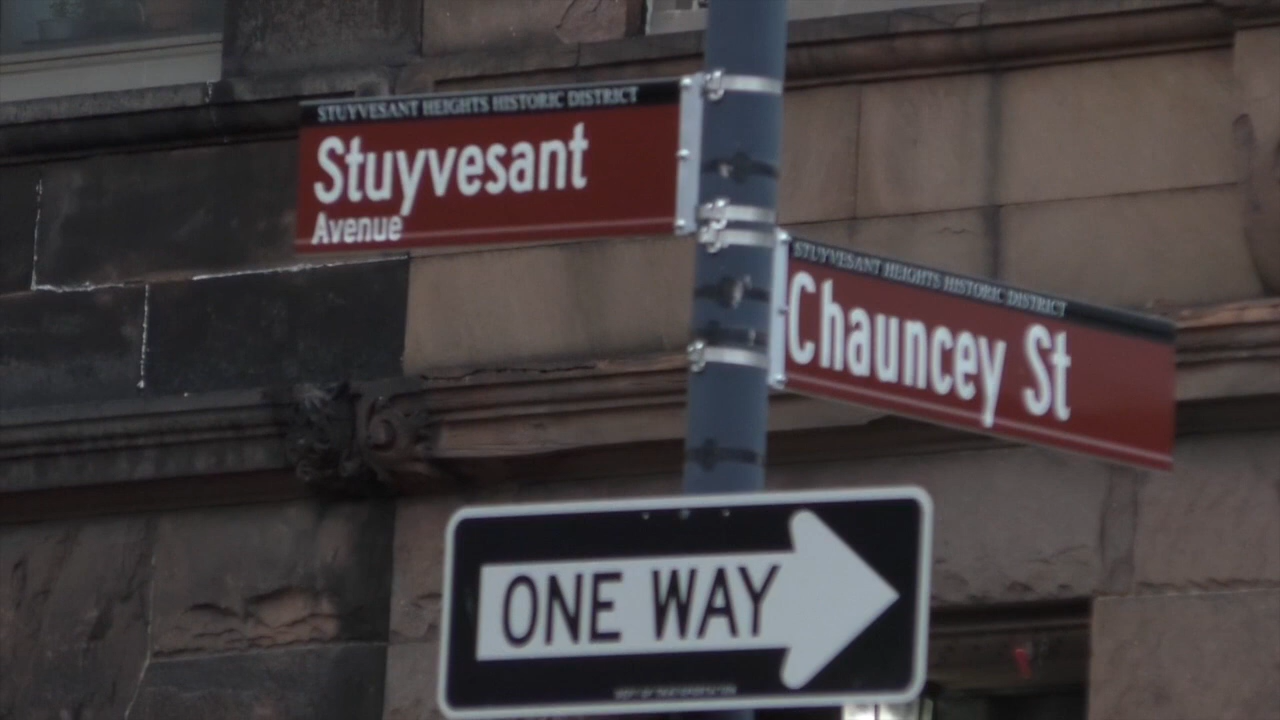 STUYVESANT HEIGHTS HISTORIC DISTRICT
Stuyvesant
Avenue
STUYVESANT HEIGHTS HISTORIC DISTRICT
Chauncey St
ONE WAY